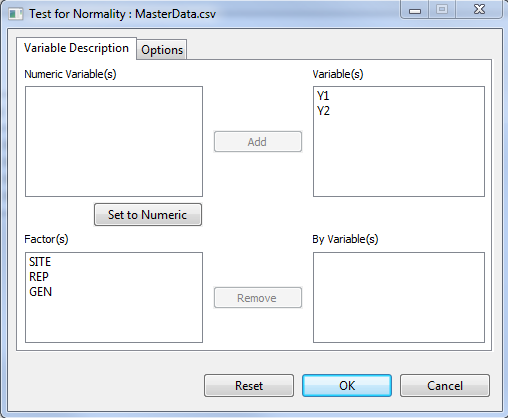 Test for Normality : MasterData.csv
Variable Description
Options
Numeric Variable(s)
Variable(s)
Y1
Y2
Add
Set to Numeric
Factor(s)
By Variable(s)
SITE
REP
GEN
Remove
Reset
OK
Cancel